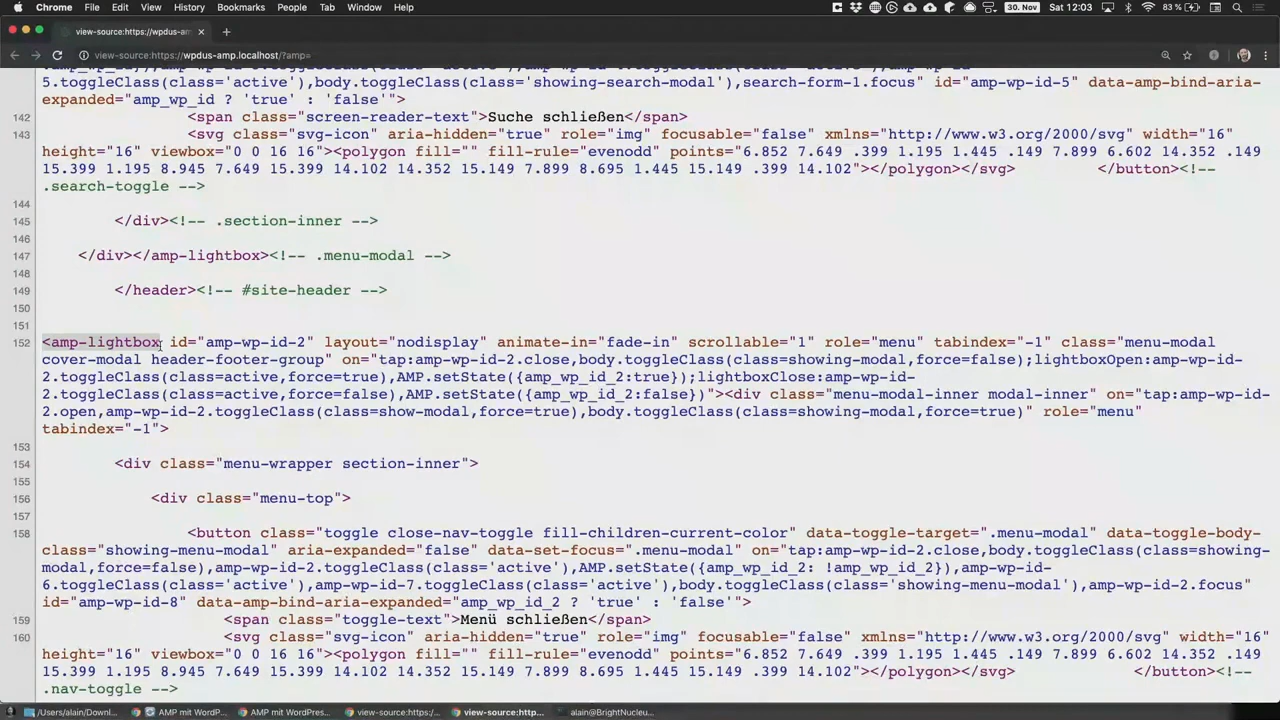 Chrome File Edit View History Bookmarks People Tab Window Help 30. Nov Sat 12:03 83 %
view-source:https://wpdus-am
view-source:https://wpdus-amp.localhost/?amp=
5.toggleClass(class='active'),body.toggleClass(class='showing-search-modal'),search-form-1.focus" id="amp-wp-id-5" data-amp-bind-aria-
expanded="amp_wp_id ? 'true' : 'false'">
142 <span class="screen-reader-text">Suche schließen</span>
143 <svg class="svg-icon" aria-hidden="true" role="img" focusable="false" xmlns="http://www.w3.org/2000/svg" width="16"
height="16" viewbox="0 0 16 16"><polygon fill="" fill-rule="evenodd" points="6.852 7.649 .399 1.195 1.445 .149 7.899 6.602 14.352 .149
15.399 1.195 8.945 7.649 15.399 14.102 14.352 15.149 7.899 8.695 1.445 15.149 .399 14.102"></polygon></svg> </button><!--
.search-toggle -->
144
145 </div><!-- .section-inner -->
146
147 </div></amp-lightbox><!-- .menu-modal -->
148
149 </header><!-- #site-header -->
150
151
152 <amp-lightbox id="amp-wp-id-2" layout="nodisplay" animate-in="fade-in" scrollable="1" role="menu" tabindex="-1" class="menu-modal
cover-modal header-footer-group" on="tap:amp-wp-id-2.close,body.toggleClass(class=showing-modal,force=false);lightboxOpen:amp-wp-id-
2.toggleClass(class=active,force=true),AMP.setState({amp_wp_id_2:true});lightboxClose:amp-wp-id-
2.toggleClass(class=active,force=false),AMP.setState({amp_wp_id_2:false})"><div class="menu-modal-inner modal-inner" on="tap:amp-wp-id-
2.open,amp-wp-id-2.toggleClass(class=show-modal,force=true),body.toggleClass(class=showing-modal,force=true)" role="menu"
tabindex="-1">
153
154 <div class="menu-wrapper section-inner">
155
156 <div class="menu-top">
157
158 <button class="toggle close-nav-toggle fill-children-current-color" data-toggle-target=".menu-modal" data-toggle-body-
class="showing-menu-modal" aria-expanded="false" data-set-focus=".menu-modal" on="tap:amp-wp-id-2.close,body.toggleClass(class=showing-
modal,force=false),amp-wp-id-2.toggleClass(class='active'),AMP.setState({amp_wp_id_2: !amp_wp_id_2}),amp-wp-id-
6.toggleClass(class='active'),amp-wp-id-7.toggleClass(class='active'),body.toggleClass(class='showing-menu-modal'),amp-wp-id-2.focus"
id="amp-wp-id-8" data-amp-bind-aria-expanded="amp_wp_id_2 ? 'true' : 'false'">
159 <span class="toggle-text">Menü schließen</span>
160 <svg class="svg-icon" aria-hidden="true" role="img" focusable="false" xmlns="http://www.w3.org/2000/svg" width="16"
height="16" viewbox="0 0 16 16"><polygon fill="" fill-rule="evenodd" points="6.852 7.649 .399 1.195 1.445 .149 7.899 6.602 14.352 .149
15.399 1.195 8.945 7.649 15.399 14.102 14.352 15.149 7.899 8.695 1.445 15.149 .399 14.102"></polygon></svg> </button><!--
.nav-toggle -->
/Users/alain/Downl... AMP mit WordP... AMP mit WordPres... view-source:https:/... view-source:http... alain@BrightNucleu...